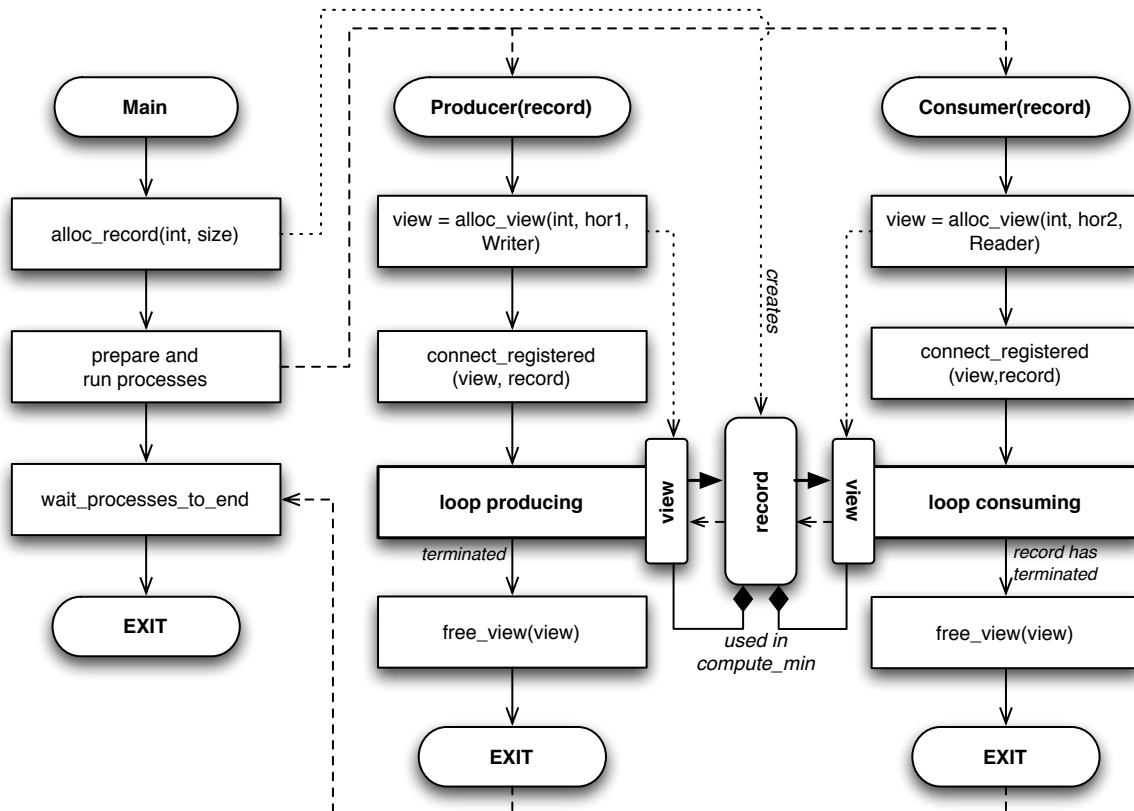 Main
alloc_record(int, size)
prepare and
run processes
wait_processes_to_end
EXIT
Producer(record)
view = alloc_view(int, hor1,
Writer)
connect_registered
(view, record)
loop producing
terminated
free_view(view)
EXIT
view
creates
record
used in
compute_min
view
Consumer(record)
view = alloc_view(int, hor2,
Reader)
connect_registered
(view,record)
loop consuming
record has
terminated
free_view(view)
EXIT